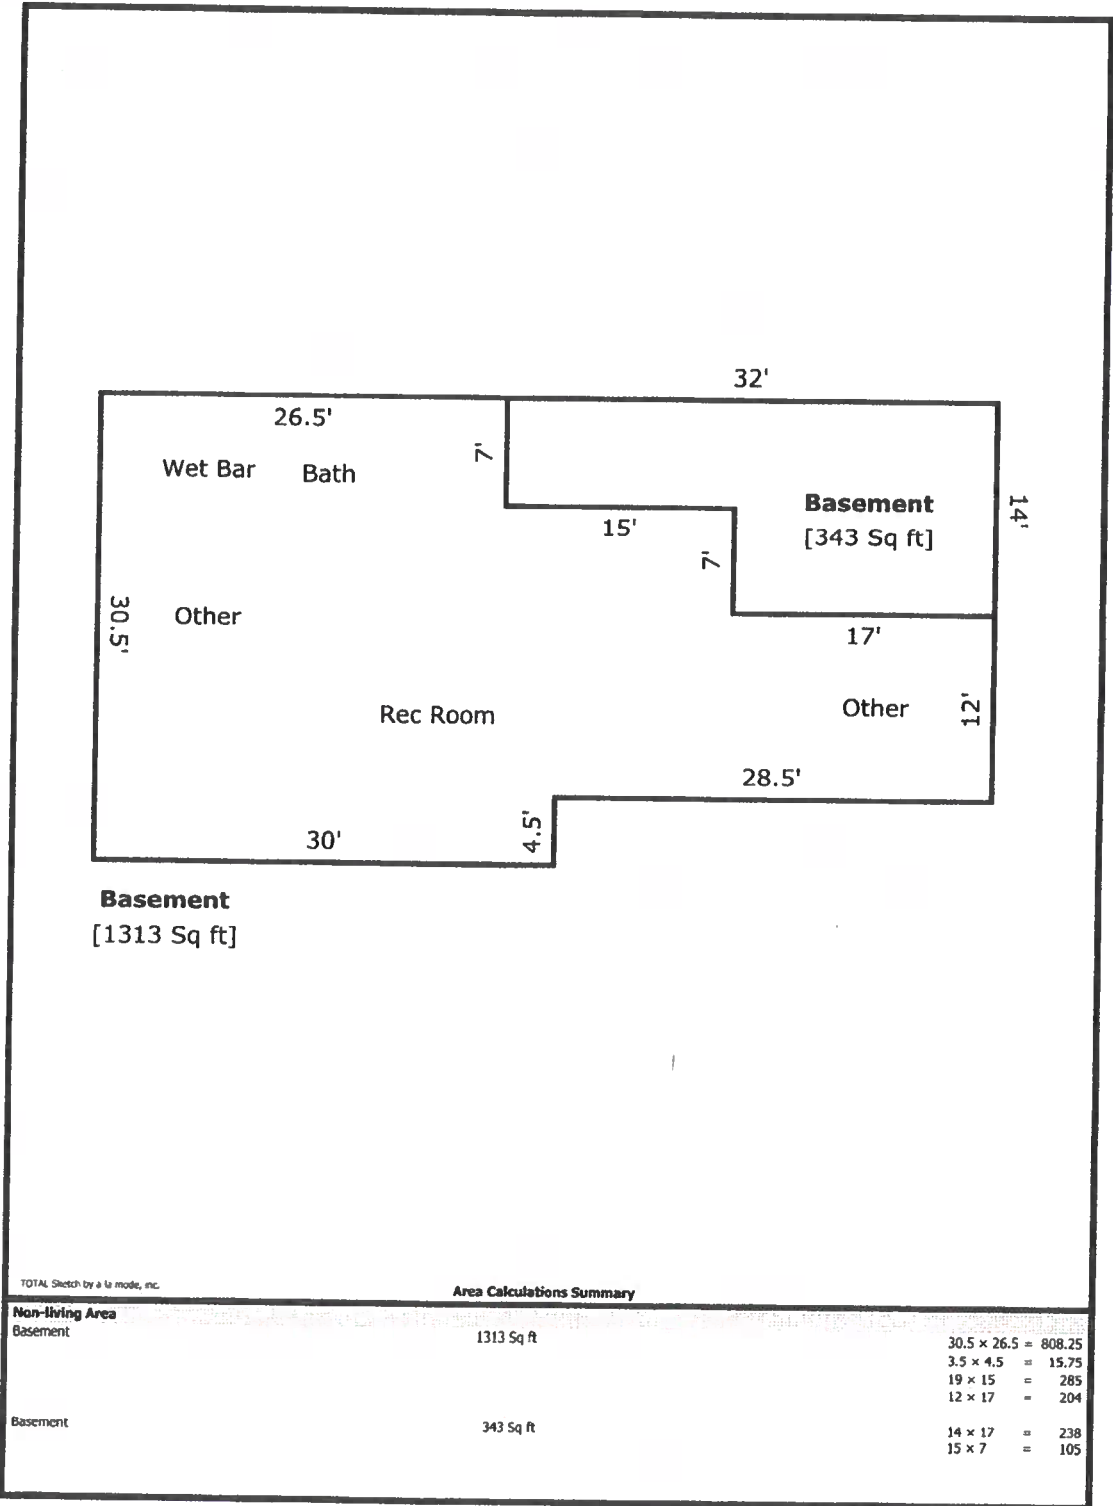 32'
26.5'
7'
Wet Bar Bath
Basement
[343 Sq ft]
14'
15'
7'
30.5'
Other
17'
Rec Room
Other
12'
28.5'
4.5'
30'
Basement
[1313 Sq ft]
TOTAL Sketch by a la mode, inc.
Area Calculations Summary
Non-living Area
Basement 1313 Sq ft
30.5 × 26.5 = 808.25
3.5 × 4.5 = 15.75
19 × 15 = 285
12 × 17 = 204
Basement 343 Sq ft
14 × 17 = 238
15 × 7 = 105